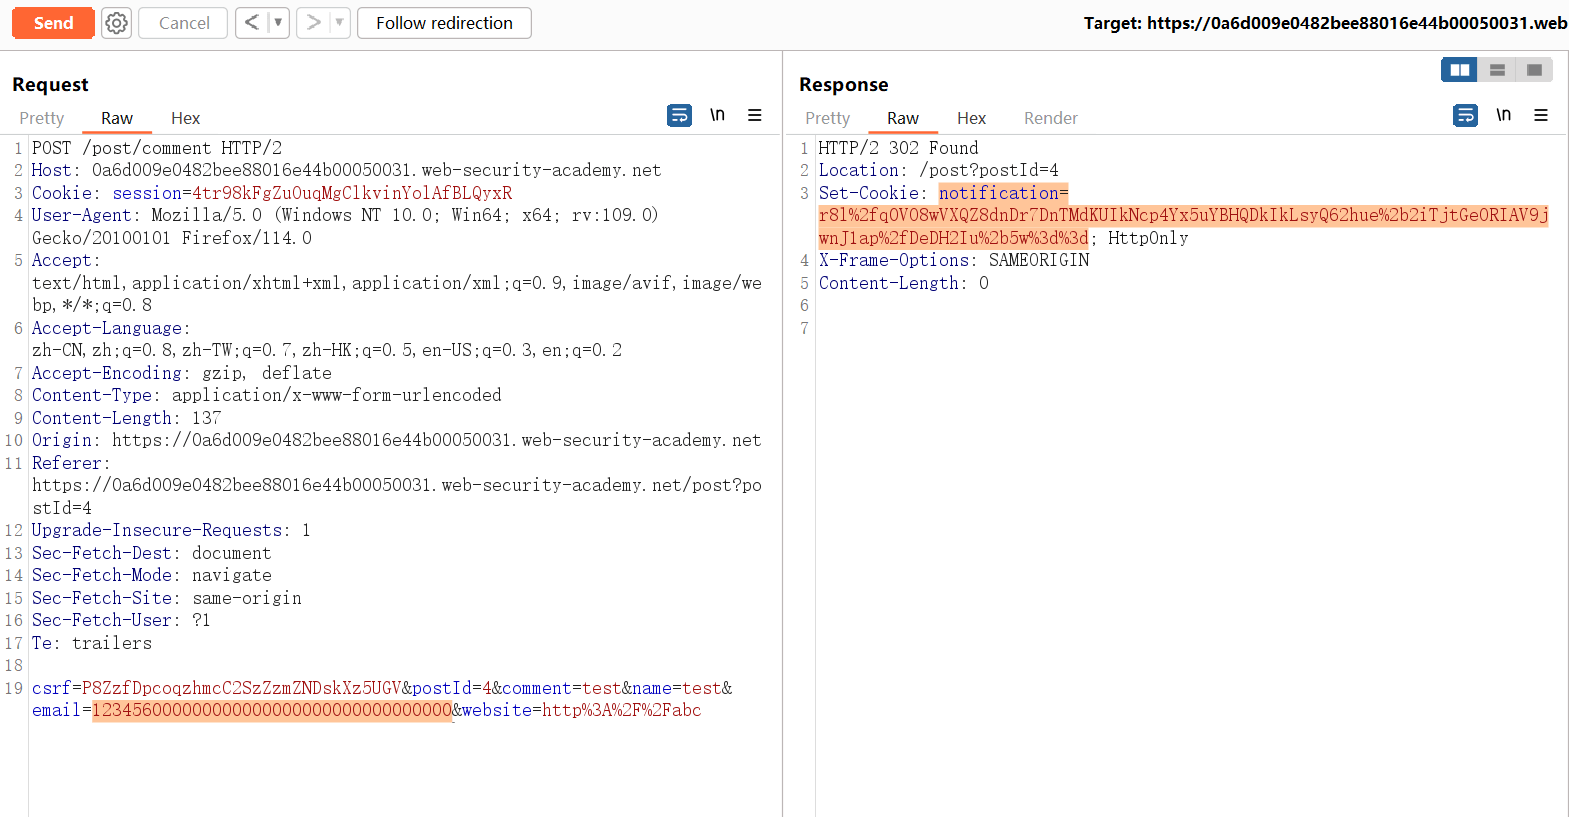 Send
Cancel
<
>
Follow redirection
Target: https://0a6d009e0482bee88016e44b00050031.web
Request
Pretty Raw Hex
\n
1 POST /post/comment HTTP/2
2 Host: 0a6d009e0482bee88016e44b00050031.web-security-academy.net
3 Cookie: session=4tr98kFgZuOuqMgClkvinYolAfBLQyxR
4 User-Agent: Mozilla/5.0 (Windows NT 10.0; Win64; x64; rv:109.0)
Gecko/20100101 Firefox/114.0
5 Accept:
text/html,application/xhtml+xml,application/xml;q=0.9,image/avif,image/we
bp,*/*;q=0.8
6 Accept-Language:
zh-CN,zh;q=0.8,zh-TW;q=0.7,zh-HK;q=0.5,en-US;q=0.3,en;q=0.2
7 Accept-Encoding: gzip, deflate
8 Content-Type: application/x-www-form-urlencoded
9 Content-Length: 137
10 Origin: https://0a6d009e0482bee88016e44b00050031.web-security-academy.net
11 Referer:
https://0a6d009e0482bee88016e44b00050031.web-security-academy.net/post?po
stId=4
12 Upgrade-Insecure-Requests: 1
13 Sec-Fetch-Dest: document
14 Sec-Fetch-Mode: navigate
15 Sec-Fetch-Site: same-origin
16 Sec-Fetch-User: ?1
17 Te: trailers
18
19 csrf=P8ZzfDpcoqzhmcC2SzZzmZNDskXz5UGV&postId=4&comment=test&name=test&
email=123456000000000000000000000000000000&website=http%3A%2F%2Fabc
Response
Pretty Raw Hex Render
\n
1 HTTP/2 302 Found
2 Location: /post?postId=4
3 Set-Cookie: notification=
r8l%2fq0VO8wVXQZ8dnDr7DnTMdKUIkNcp4Yx5uYBHQDkIkLsyQ62hue%2b2iTjtGeORIAV9j
wnJlap%2fDeDH2Iu%2b5w%3d%3d; HttpOnly
4 X-Frame-Options: SAMEORIGIN
5 Content-Length: 0
6
7